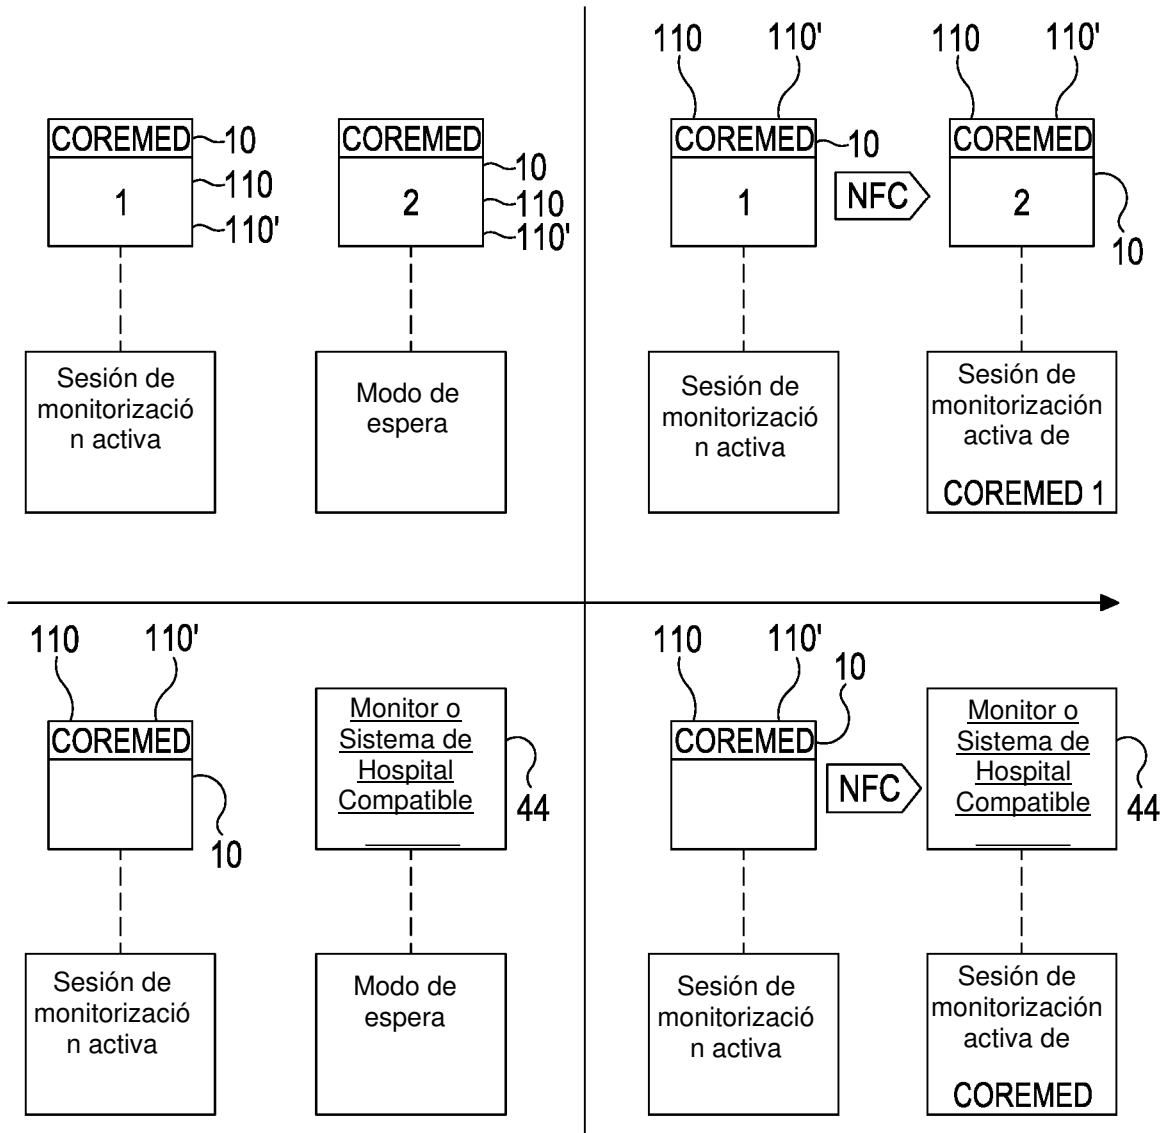 COREMED
10
1
110
110'
COREMED
10
2
110
110'
Sesión de
monitorizació
n activa
Modo de
espera
110
110'
COREMED
10
1
NFC
110
110'
COREMED
2
10
Sesión de
monitorizació
n activa
Sesión de
monitorización
activa de
COREMED 1
110
110'
COREMED
10
Monitor o
Sistema de
Hospital
Compatible
44
Sesión de
monitorizació
n activa
Modo de
espera
110
110'
10
COREMED
NFC
Monitor o
Sistema de
Hospital
Compatible
44
Sesión de
monitorizació
n activa
Sesión de
monitorización
activa de
COREMED